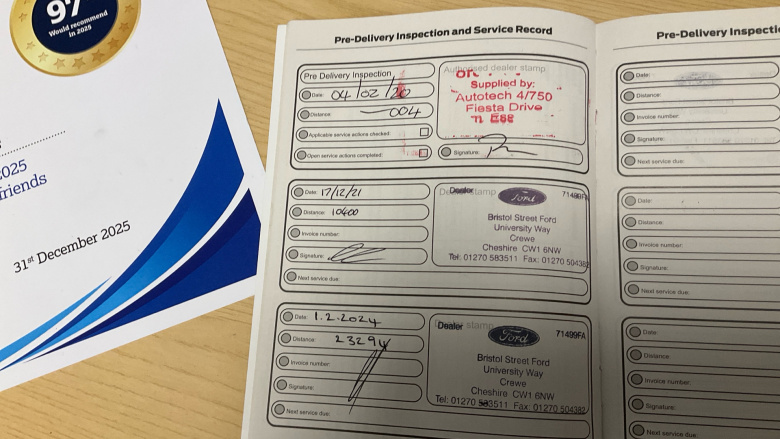 97
Would recommend
in 2025
2025
friends
31st December 2025
Pre-Delivery Inspection and Service Record
Pre Delivery Inspection
Date: 04/02/20
Distance: 004
Applicable service actions checked:
Open service actions completed:
Authorised dealer stamp
Supplied by:
Autotech 4/750
Fiesta Drive
Signature:
Date: 17/12/21
Distance: 10400
Invoice number:
Signature:
Next service due:
Dealer stamp
Ford
71499FA
Bristol Street Ford
University Way
Crewe
Cheshire CW1 6NW
Tel: 01270 583511 Fax: 01270 504382
Date: 1.2.2024
Distance: 23294
Invoice number:
Signature:
Next service due:
Dealer stamp
Ford
71499FA
Bristol Street Ford
University Way
Crewe
Cheshire CW1 6NW
Tel: 01270 583511 Fax: 01270 504382
Pre-Delivery
Date:
Distance:
Invoice number:
Signature:
Next service due:
Date:
Distance:
Invoice number:
Signature:
Next service due:
Date:
Distance:
Invoice number:
Signature:
Next service due: